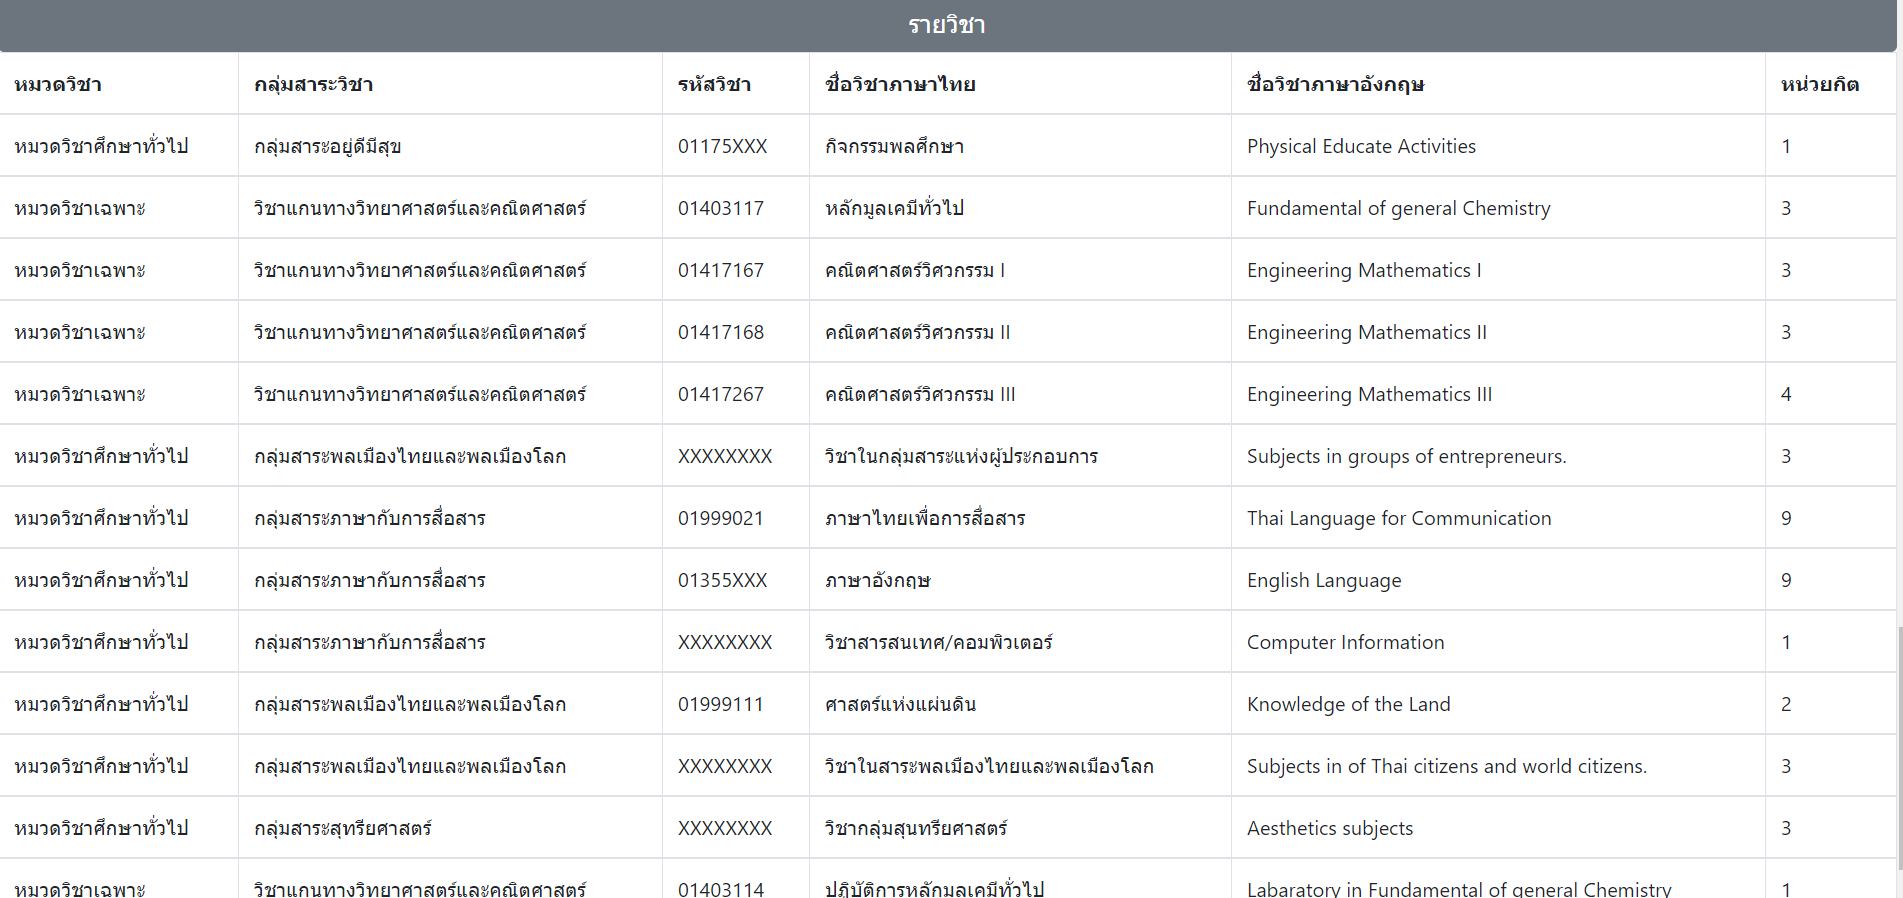 รายวิชา
หมวดวิชา กลุ่มสาระวิชา รหัสวิชา ชื่อวิชาภาษาไทย ชื่อวิชาภาษาอังกฤษ หน่วยกิต
หมวดวิชาศึกษาทั่วไป กลุ่มสาระอยู่ดีมีสุข 01175XXX กิจกรรมพลศึกษา Physical Educate Activities 1
หมวดวิชาเฉพาะ วิชาแกนทางวิทยาศาสตร์และคณิตศาสตร์ 01403117 หลักมูลเคมีทั่วไป Fundamental of general Chemistry 3
หมวดวิชาเฉพาะ วิชาแกนทางวิทยาศาสตร์และคณิตศาสตร์ 01417167 คณิตศาสตร์วิศวกรรม I Engineering Mathematics I 3
หมวดวิชาเฉพาะ วิชาแกนทางวิทยาศาสตร์และคณิตศาสตร์ 01417168 คณิตศาสตร์วิศวกรรม II Engineering Mathematics II 3
หมวดวิชาเฉพาะ วิชาแกนทางวิทยาศาสตร์และคณิตศาสตร์ 01417267 คณิตศาสตร์วิศวกรรม III Engineering Mathematics III 4
หมวดวิชาศึกษาทั่วไป กลุ่มสาระพลเมืองไทยและพลเมืองโลก XXXXXXXX วิชาในกลุ่มสาระแห่งผู้ประกอบการ Subjects in groups of entrepreneurs. 3
หมวดวิชาศึกษาทั่วไป กลุ่มสาระภาษากับการสื่อสาร 01999021 ภาษาไทยเพื่อการสื่อสาร Thai Language for Communication 9
หมวดวิชาศึกษาทั่วไป กลุ่มสาระภาษากับการสื่อสาร 01355XXX ภาษาอังกฤษ English Language 9
หมวดวิชาศึกษาทั่วไป กลุ่มสาระภาษากับการสื่อสาร XXXXXXXX วิชาสารสนเทศ/คอมพิวเตอร์ Computer Information 1
หมวดวิชาศึกษาทั่วไป กลุ่มสาระพลเมืองไทยและพลเมืองโลก 01999111 ศาสตร์แห่งแผ่นดิน Knowledge of the Land 2
หมวดวิชาศึกษาทั่วไป กลุ่มสาระพลเมืองไทยและพลเมืองโลก XXXXXXXX วิชาในสาระพลเมืองไทยและพลเมืองโลก Subjects in of Thai citizens and world citizens. 3
หมวดวิชาศึกษาทั่วไป กลุ่มสาระสุทรียศาสตร์ XXXXXXXX วิชากลุ่มสุนทรียศาสตร์ Aesthetics subjects 3
หมวดวิชาเฉพาะ วิชาแกนทางวิทยาศาสตร์และคณิตศาสตร์ 01403114 ปฏิบัติการหลักมูลเคมีทั่วไป Labaratory in Fundamental of general Chemistry 1